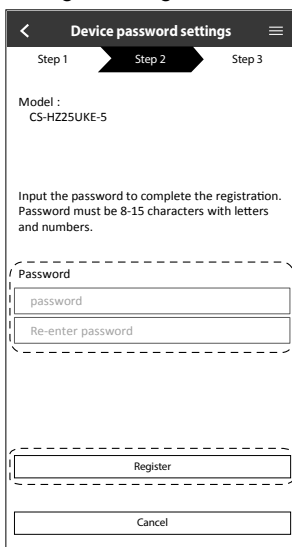 Device password settings
Step 1 Step 2 Step 3
Model :
CS-HZ25UKE-5
Input the password to complete the registration.
Password must be 8-15 characters with letters
and numbers.
Password
password
Re-enter password
Register
Cancel